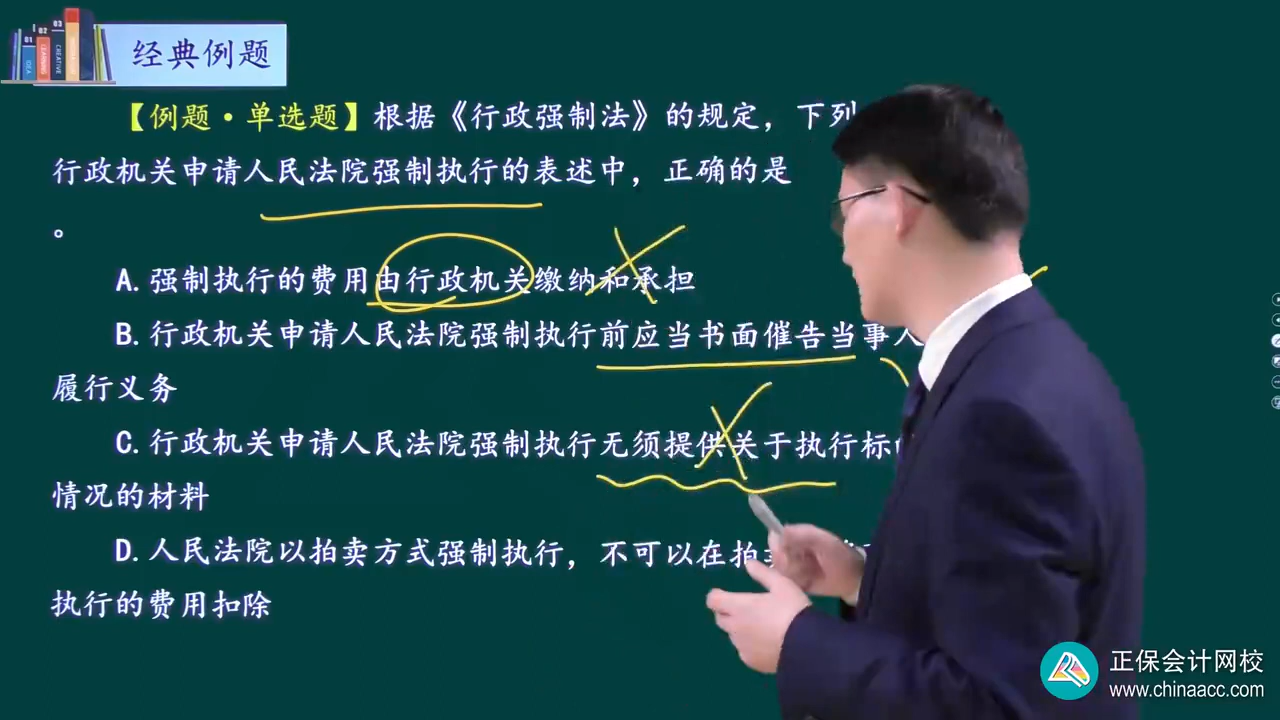 经典例题
【例题·单选题】根据《行政强制法》的规定，下列
行政机关申请人民法院强制执行的表述中，正确的是
。
A. 强制执行的费用由行政机关缴纳和承担
B. 行政机关申请人民法院强制执行前应当书面催告当事人
履行义务
C. 行政机关申请人民法院强制执行无须提供关于执行标
情况的材料
D. 人民法院以拍卖方式强制执行，不可以在拍
执行的费用扣除
01
02
03
IDEA
LEARNING
CREATIVE
正保会计网校
www.chinaacc.com